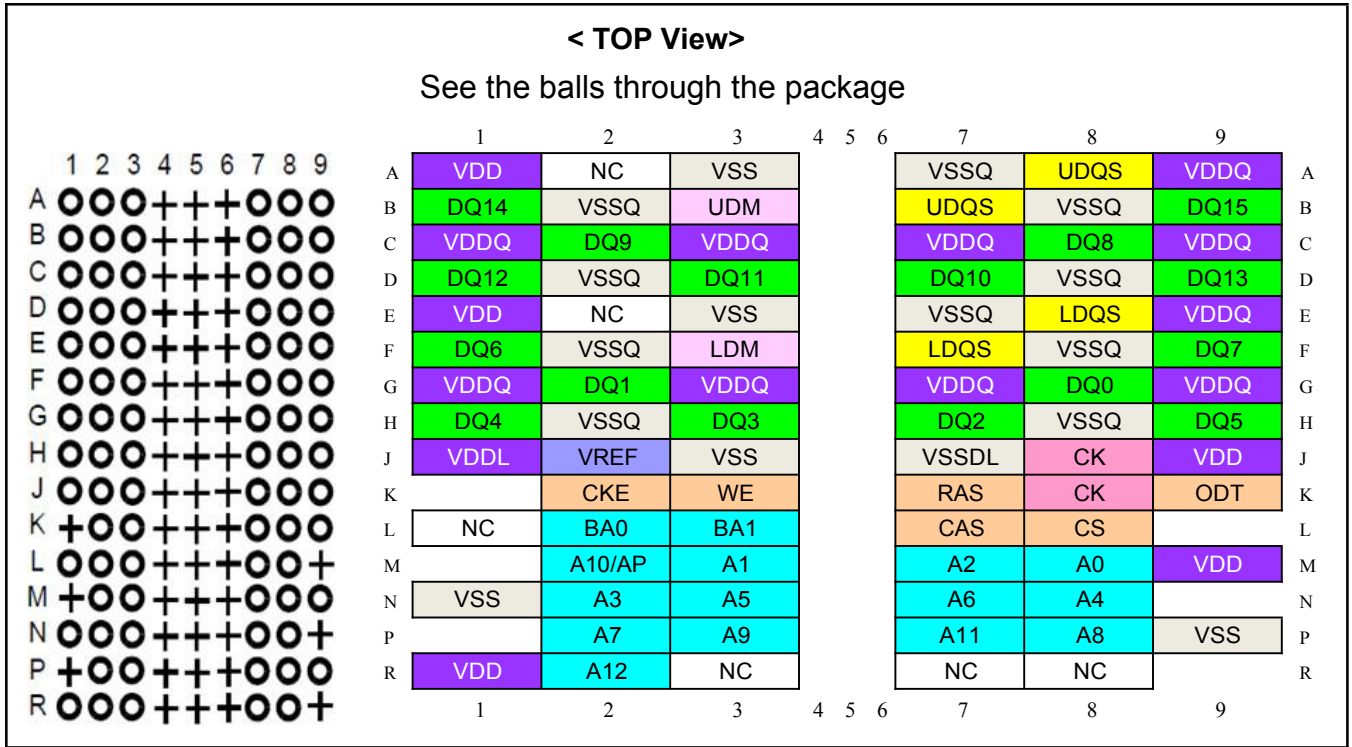 < TOP View>
See the balls through the package
1 2 3 4 5 6 7 8 9
A
B
C
D
E
F
G
H
J
K
L
M
N
P
R
1 2 3 4 5 6 7 8 9
A VDD NC VSS VSSQ UDQS VDDQ A
B DQ14 VSSQ UDM UDQS VSSQ DQ15 B
C VDDQ DQ9 VDDQ VDDQ DQ8 VDDQ C
D DQ12 VSSQ DQ11 DQ10 VSSQ DQ13 D
E VDD NC VSS VSSQ LDQS VDDQ E
F DQ6 VSSQ LDM LDQS VSSQ DQ7 F
G VDDQ DQ1 VDDQ VDDQ DQ0 VDDQ G
H DQ4 VSSQ DQ3 DQ2 VSSQ DQ5 H
J VDDL VREF VSS VSSDL CK VDD J
K CKE WE RAS CK ODT K
L NC BA0 BA1 CAS CS L
M A10/AP A1 A2 A0 VDD M
N VSS A3 A5 A6 A4 N
P A7 A9 A11 A8 VSS P
R VDD A12 NC NC NC R
1 2 3 4 5 6 7 8 9